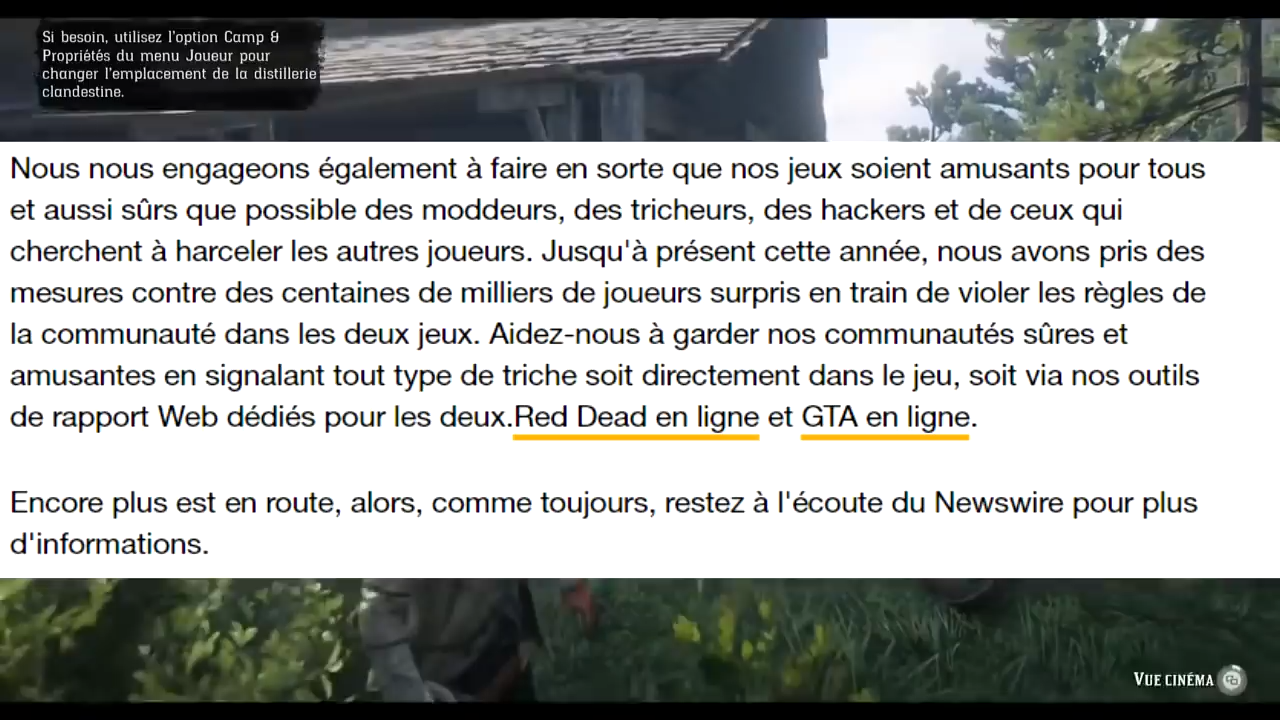 Si besoin, utilisez l'option Camp &
Propriétés du menu Joueur pour
changer l'emplacement de la distillerie
clandestine.
Nous nous engageons également à faire en sorte que nos jeux soient amusants pour tous
et aussi sûrs que possible des moddeurs, des tricheurs, des hackers et de ceux qui
cherchent à harceler les autres joueurs. Jusqu'à présent cette année, nous avons pris des
mesures contre des centaines de milliers de joueurs surpris en train de violer les règles de
la communauté dans les deux jeux. Aidez-nous à garder nos communautés sûres et
amusantes en signalant tout type de triche soit directement dans le jeu, soit via nos outils
de rapport Web dédiés pour les deux.Red Dead en ligne et GTA en ligne.
Encore plus est en route, alors, comme toujours, restez à l'écoute du Newswire pour plus
d'informations.
VUE CINÉMA